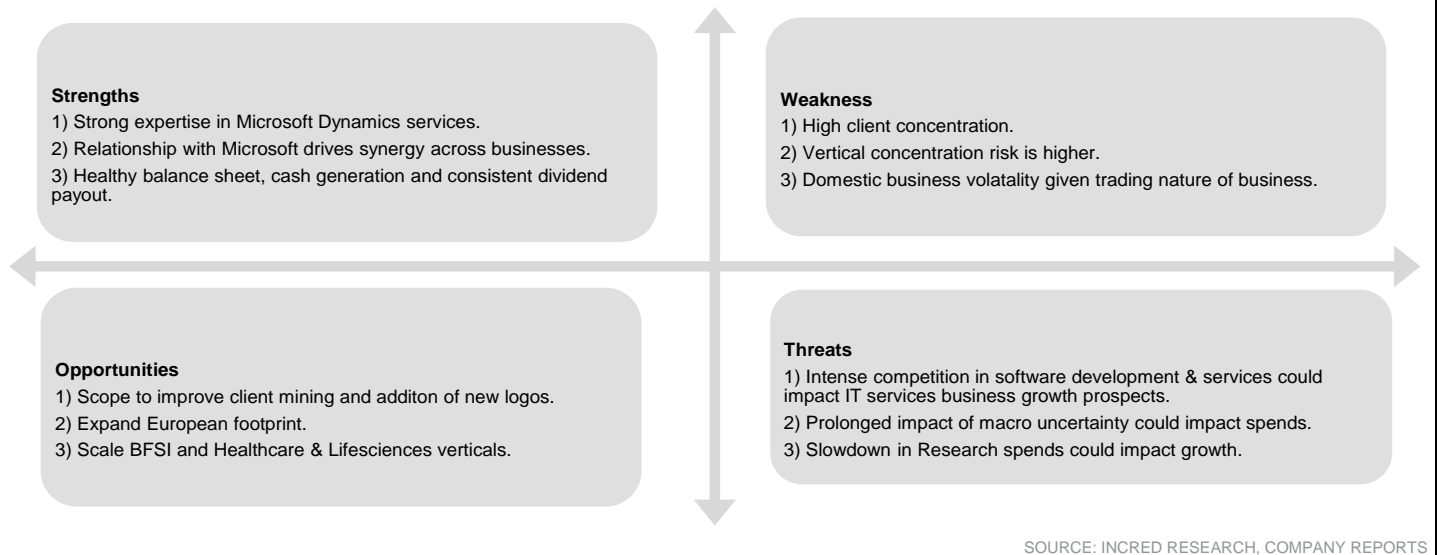 Strengths
1) Strong expertise in Microsoft Dynamics services.
2) Relationship with Microsoft drives synergy across businesses.
3) Healthy balance sheet, cash generation and consistent dividend
payout.
Weakness
1) High client concentration.
2) Vertical concentration risk is higher.
3) Domestic business volatality given trading nature of business.
Opportunities
1) Scope to improve client mining and additon of new logos.
2) Expand European footprint.
3) Scale BFSI and Healthcare & Lifesciences verticals.
Threats
1) Intense competition in software development & services could
impact IT services business growth prospects.
2) Prolonged impact of macro uncertainty could impact spends.
3) Slowdown in Research spends could impact growth.
SOURCE: INCRED RESEARCH, COMPANY REPORTS